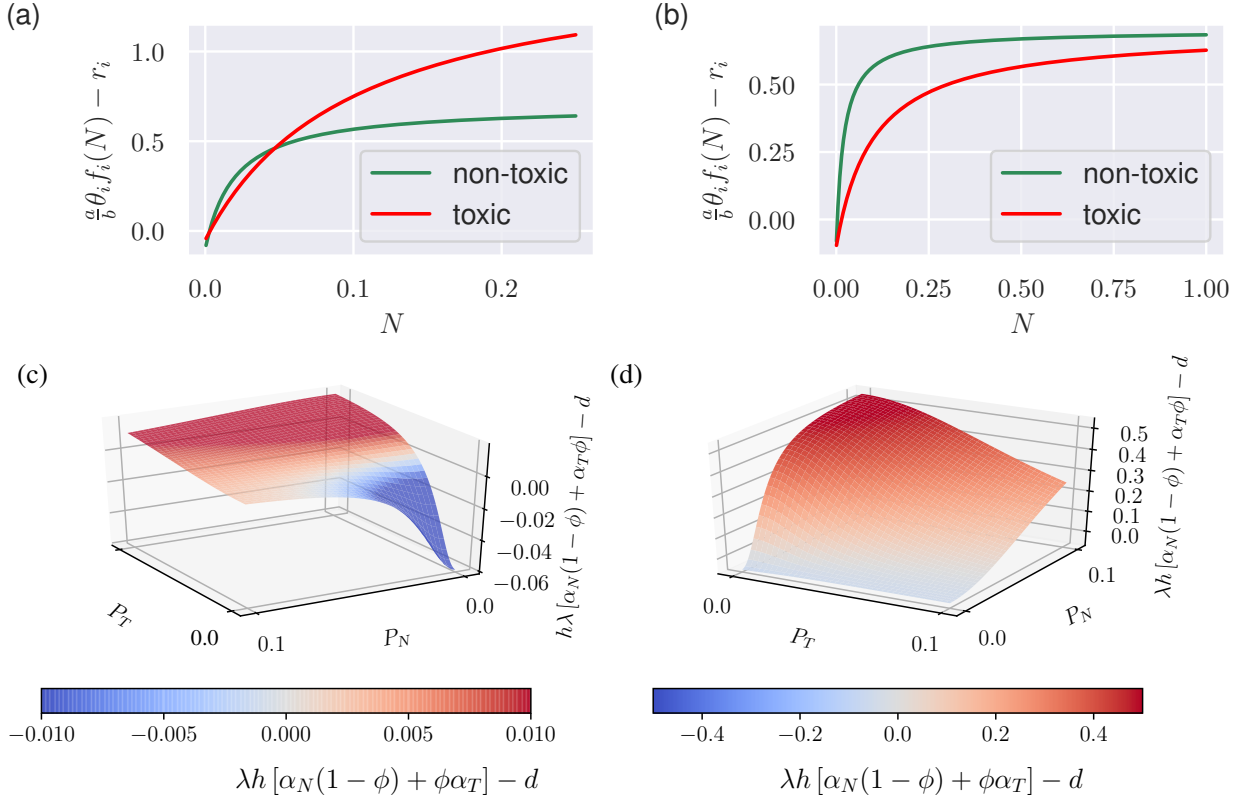 (a)
(b)
a/b θ_i f_i(N) − r_i
1.0
0.5
0.0
non-toxic
toxic
0.0 0.1 0.2
N
a/b θ_i f_i(N) − r_i
0.50
0.25
0.00
non-toxic
toxic
0.00 0.25 0.50 0.75 1.00
N
(c)
(d)
0.00
−0.02
−0.04
−0.06
hλ [α_N(1 − ϕ) + α_Tϕ] − d
P_T
0.0
0.1
P_N
0.0
0.5
0.4
0.3
0.2
0.1
0.0
λh [α_N(1 − ϕ) + α_Tϕ] − d
0.0
P_T
0.1
0.0
P_N
0.1
−0.010 −0.005 0.000 0.005 0.010
λh [α_N(1 − ϕ) + ϕα_T] − d
−0.4 −0.2 0.0 0.2 0.4
λh [α_N(1 − ϕ) + ϕα_T] − d